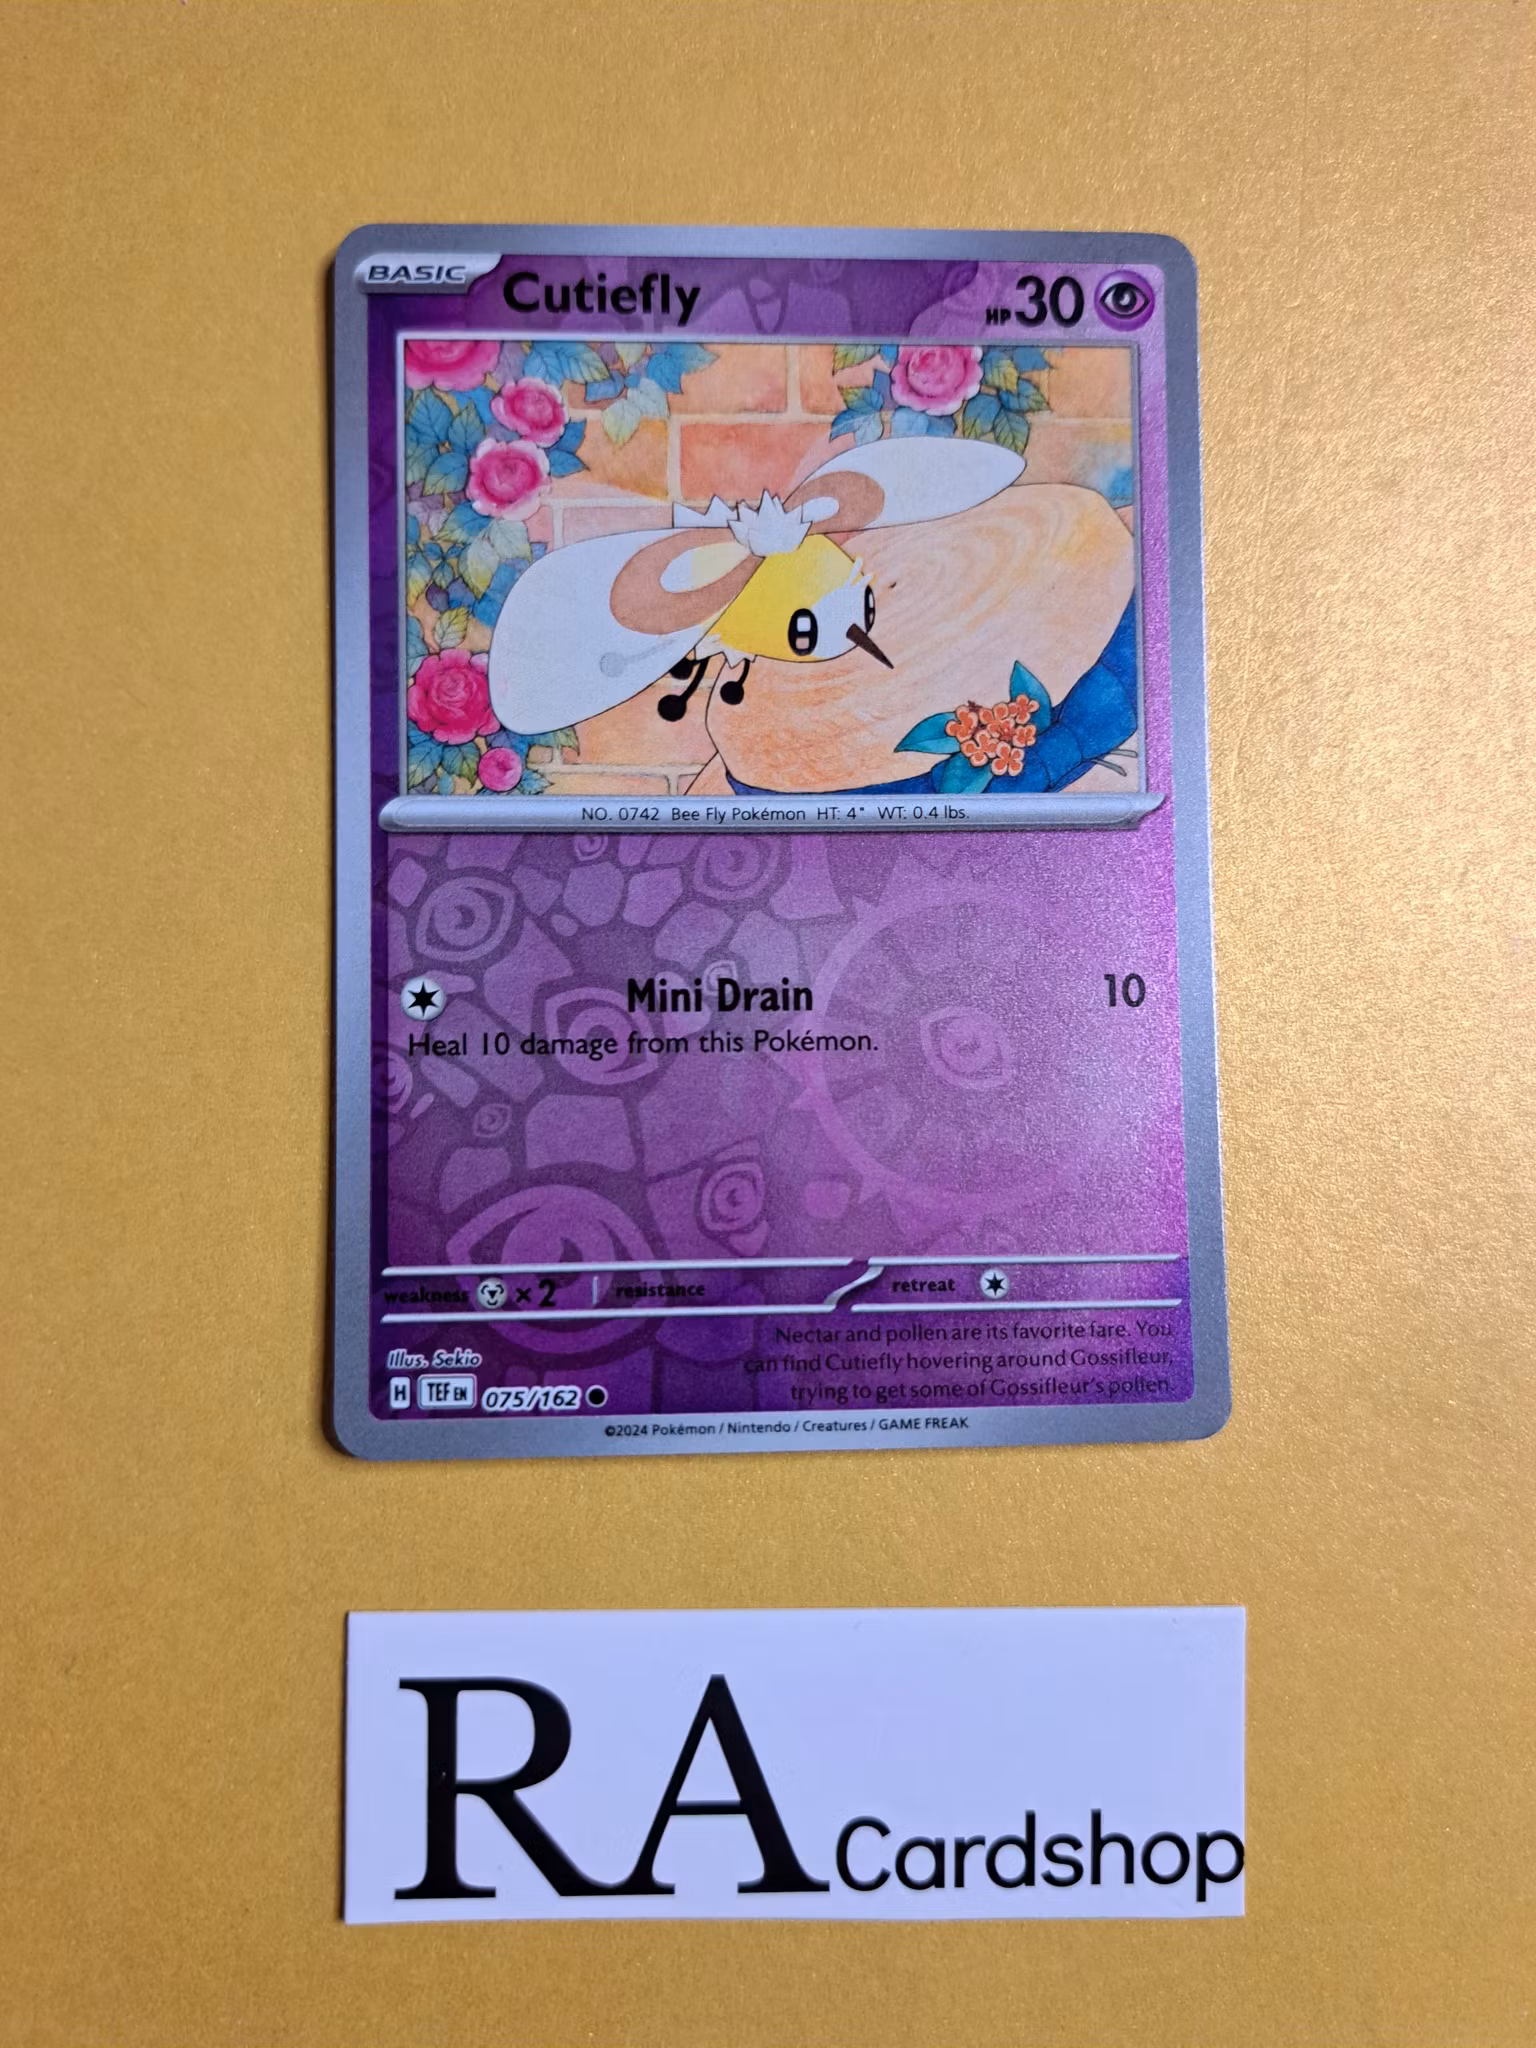 BASIC
Cutiefly
HP 30
NO. 0742 Bee Fly Pokémon HT: 4" WT: 0.4 lbs.
Mini Drain 10
Heal 10 damage from this Pokémon.
weakness ×2 resistance retreat
Nectar and pollen are its favorite fare. You
can find Cutiefly hovering around Gossifleur,
trying to get some of Gossifleur's pollen.
Illus. Sekio
H TEF EN 075/162
©2024 Pokémon / Nintendo / Creatures / GAME FREAK
RA Cardshop